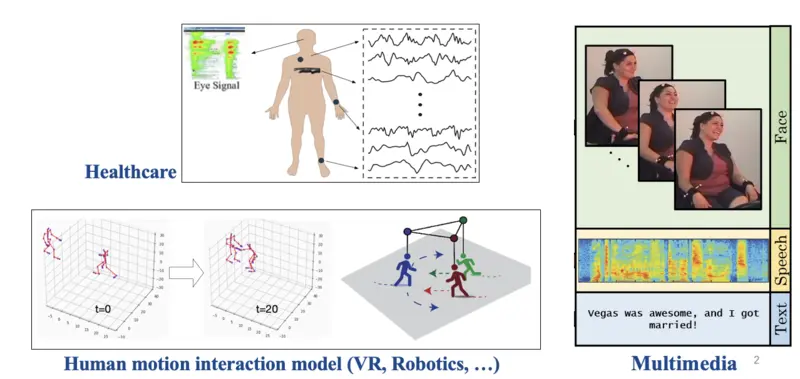 Eye Signal
Healthcare
t=0
t=20
Human motion interaction model (VR, Robotics, …)
Face
Speech
Text
Vegas was awesome, and I got
married!
Multimedia
2